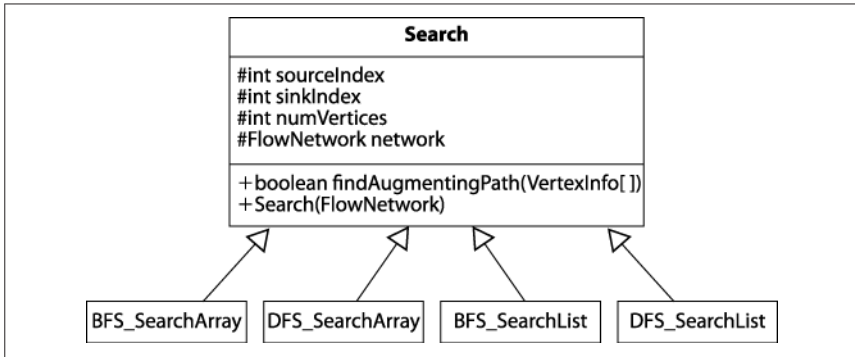 Search
#int sourceIndex
#int sinkIndex
#int numVertices
#FlowNetwork network
+boolean findAugmentingPath(VertexInfo[ ])
+Search(FlowNetwork)
BFS_SearchArray DFS_SearchArray BFS_SearchList DFS_SearchList